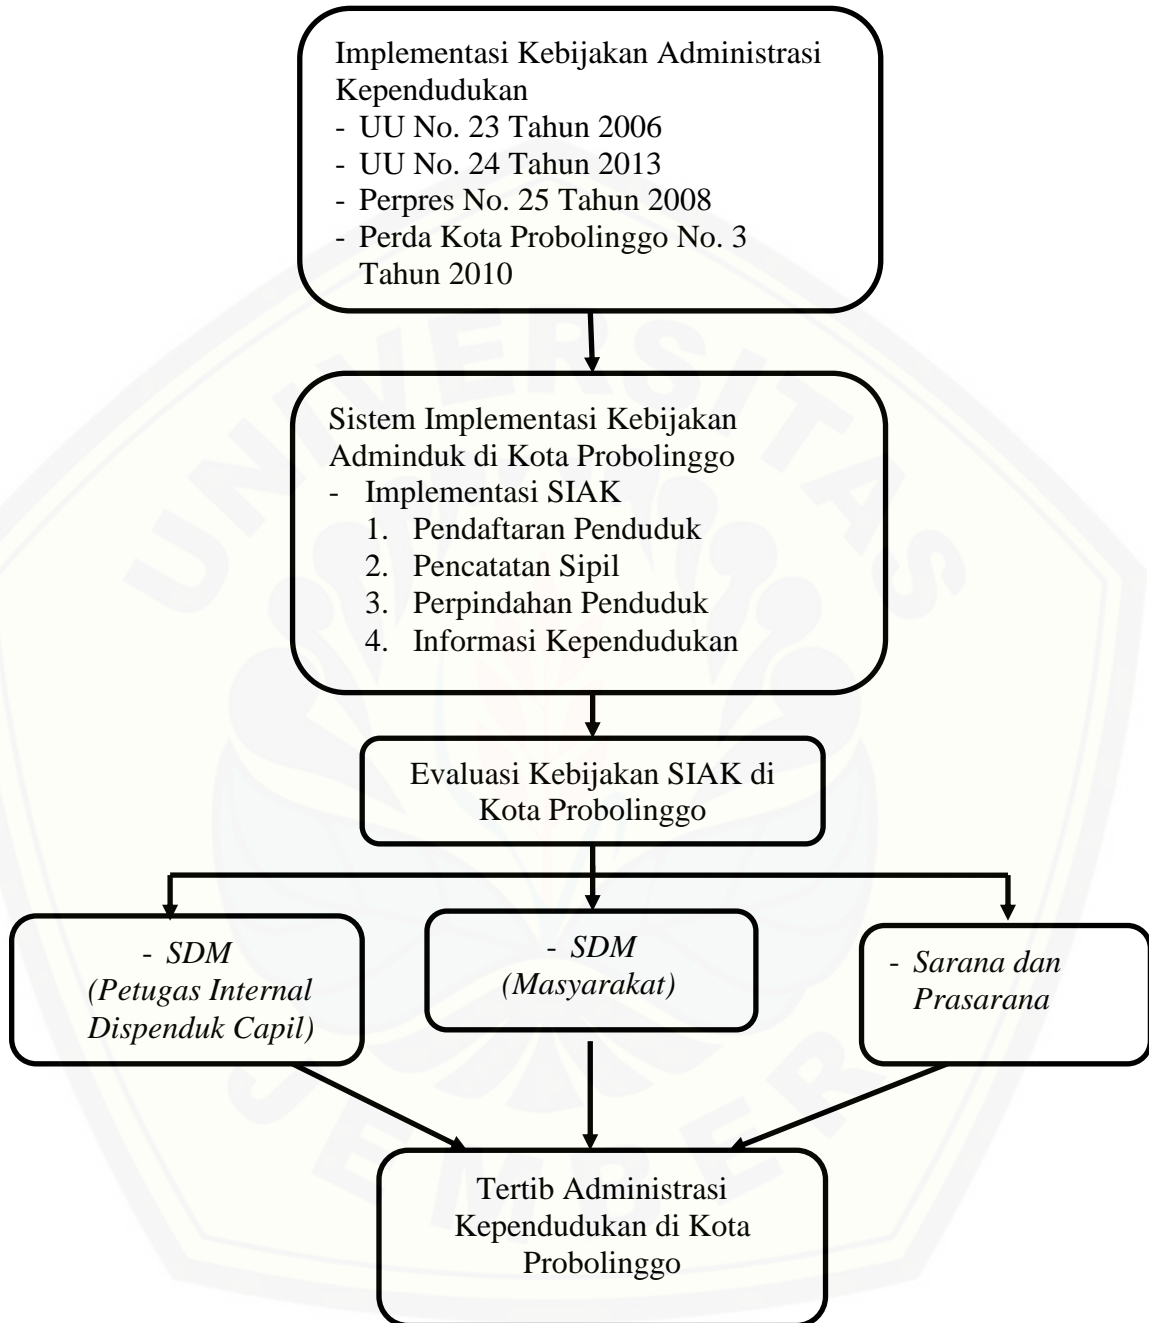 Implementasi Kebijakan Administrasi
Kependudukan
- UU No. 23 Tahun 2006
- UU No. 24 Tahun 2013
- Perpres No. 25 Tahun 2008
- Perda Kota Probolinggo No. 3
Tahun 2010
Sistem Implementasi Kebijakan
Adminduk di Kota Probolinggo
- Implementasi SIAK
1. Pendaftaran Penduduk
2. Pencatatan Sipil
3. Perpindahan Penduduk
4. Informasi Kependudukan
Evaluasi Kebijakan SIAK di
Kota Probolinggo
- SDM
(Petugas Internal
Dispenduk Capil)
- SDM
(Masyarakat)
- Sarana dan
Prasarana
Tertib Administrasi
Kependudukan di Kota
Probolinggo
UNIVERSITAS
JEMBER